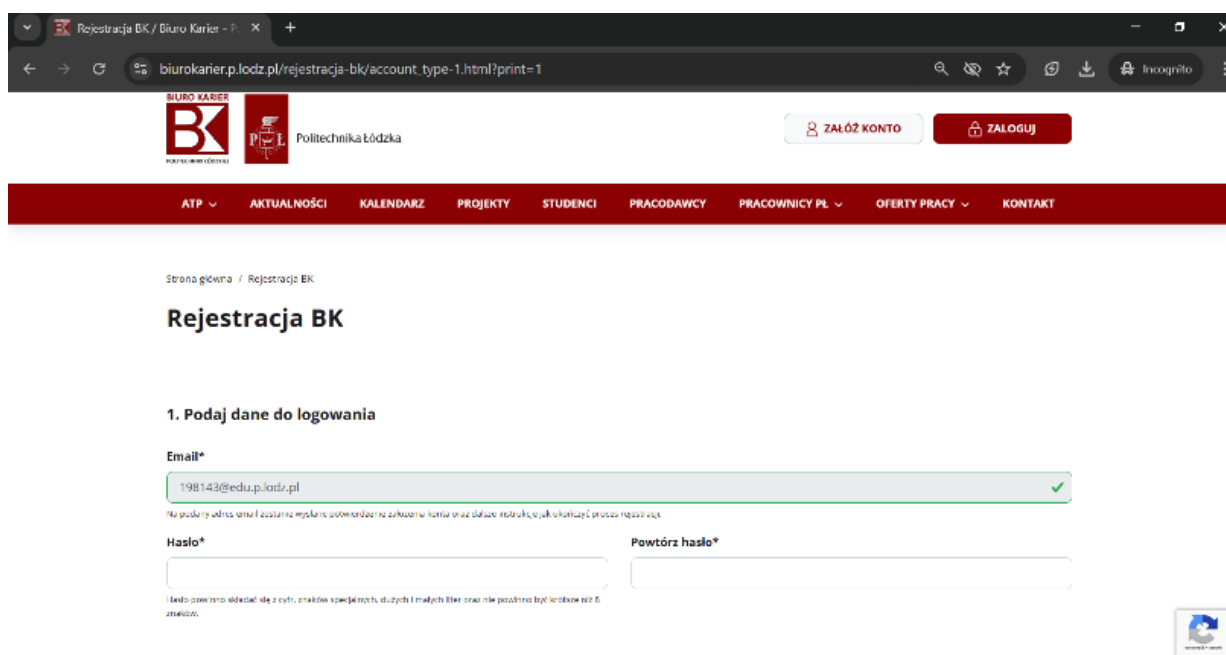 Rejestracja BK / Biuro Karier – P
biurokarier.p.lodz.pl/rejestracja-bk/account_type-1.html?print=1
Incognito
BIURO KARIER
BK
P Ł
Politechnika Łódzka
ZAŁÓŻ KONTO
ZALOGUJ
ATP
AKTUALNOŚCI
KALENDARZ
PROJEKTY
STUDENCI
PRACODAWCY
PRACOWNICY PŁ
OFERTY PRACY
KONTAKT
Strona główna / Rejestracja BK
Rejestracja BK
1. Podaj dane do logowania
Email*
198143@edu.p.lodz.pl
Na podany adres email zostanie wysłane potwierdzenie założenia konta oraz dalsze instrukcje jak ukończyć proces rejestracji.
Hasło*
Powtórz hasło*
Hasło powinno składać się z cyfr, znaków specjalnych, dużych i małych liter oraz nie powinno być krótsze niż 8
znaków.